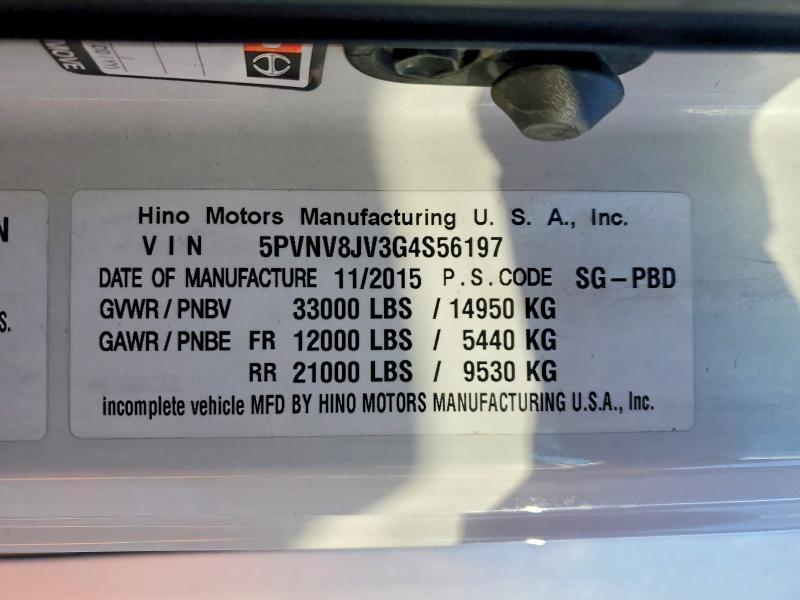 MOVE
Hino Motors Manufacturing U. S. A., Inc.
VIN 5PVNV8JV3G4S56197
DATE OF MANUFACTURE 11/2015 P.S.CODE SG-PBD
GVWR/PNBV 33000 LBS / 14950 KG
GAWR/PNBE FR 12000 LBS / 5440 KG
RR 21000 LBS / 9530 KG
incomplete vehicle MFD BY HINO MOTORS MANUFACTURING U.S.A., Inc.
N
S.